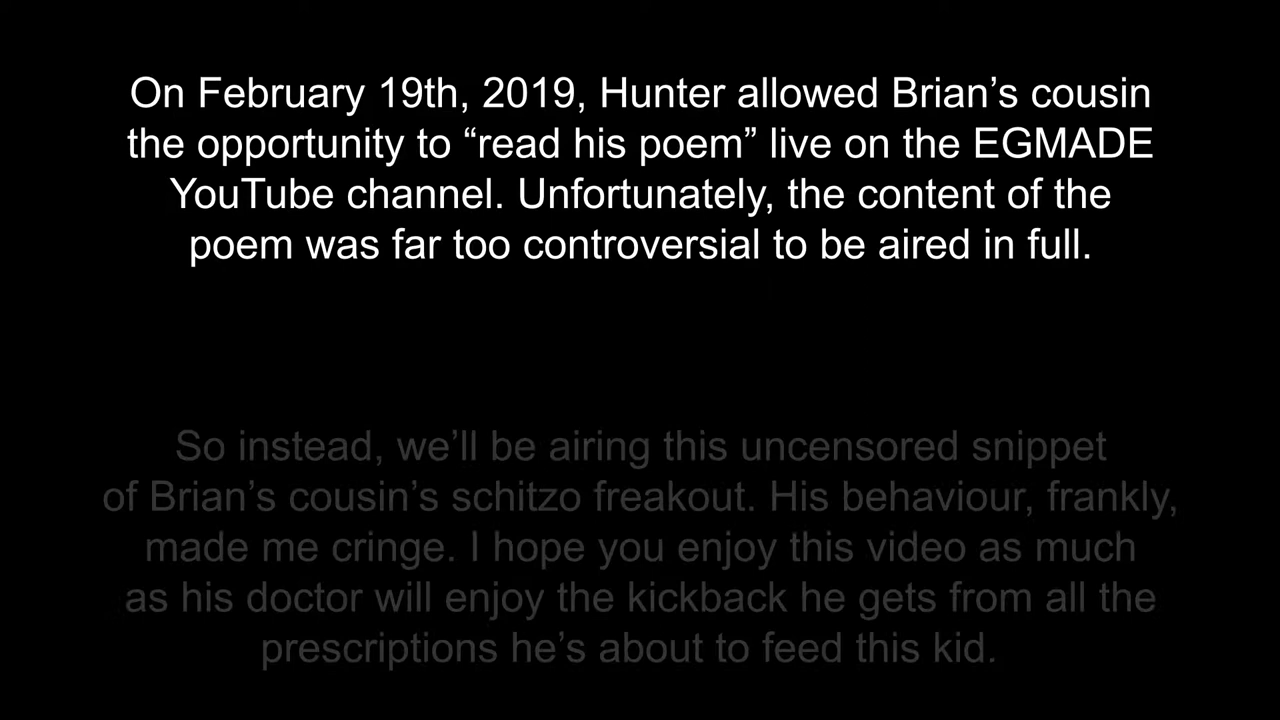 On February 19th, 2019, Hunter allowed Brian’s cousin
the opportunity to “read his poem” live on the EGMADE
YouTube channel. Unfortunately, the content of the
poem was far too controversial to be aired in full.
So instead, we’ll be airing this uncensored snippet
of Brian’s cousin’s schitzo freakout. His behaviour, frankly,
made me cringe. I hope you enjoy this video as much
as his doctor will enjoy the kickback he gets from all the
prescriptions he’s about to feed this kid.